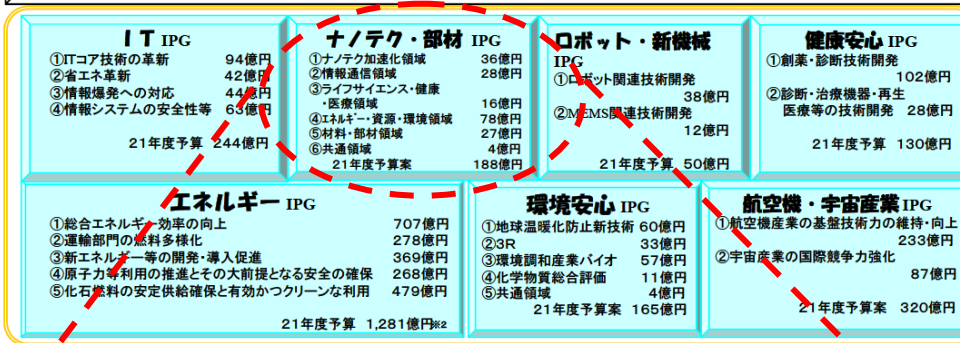 IT IPG
①ITコア技術の革新 94億円
②省エネ革新 42億円
③情報爆発への対応 44億円
④情報システムの安全性等 63億円
21年度予算 244億円
ナノテク・部材 IPG
①ナノテク加速化領域 36億円
②情報通信領域 28億円
③ライフサイエンス・健康
・医療領域 16億円
④エネルギー・資源・環境領域 78億円
⑤材料・部材領域 27億円
⑥共通領域 4億円
21年度予算案 188億円
ロボット・新機械
IPG
①ロボット関連技術開発
38億円
②MEMS関連技術開発
12億円
21年度予算 50億円
健康安心 IPG
①創薬・診断技術開発
102億円
②診断・治療機器・再生
医療等の技術開発 28億円
21年度予算 130億円
エネルギー IPG
①総合エネルギー効率の向上 707億円
②運輸部門の燃料多様化 278億円
③新エネルギー等の開発・導入促進 369億円
④原子力等利用の推進とその大前提となる安全の確保 268億円
⑤化石燃料の安定供給確保と有効かつクリーンな利用 479億円
21年度予算 1,281億円※2
環境安心 IPG
①地球温暖化防止新技術 60億円
②3R 33億円
③環境調和産業バイオ 57億円
④化学物質総合評価 11億円
⑤共通領域 4億円
21年度予算案 165億円
航空機・宇宙産業 IPG
①航空機産業の基盤技術力の維持・向上
233億円
②宇宙産業の国際競争力強化
87億円
21年度予算案 320億円